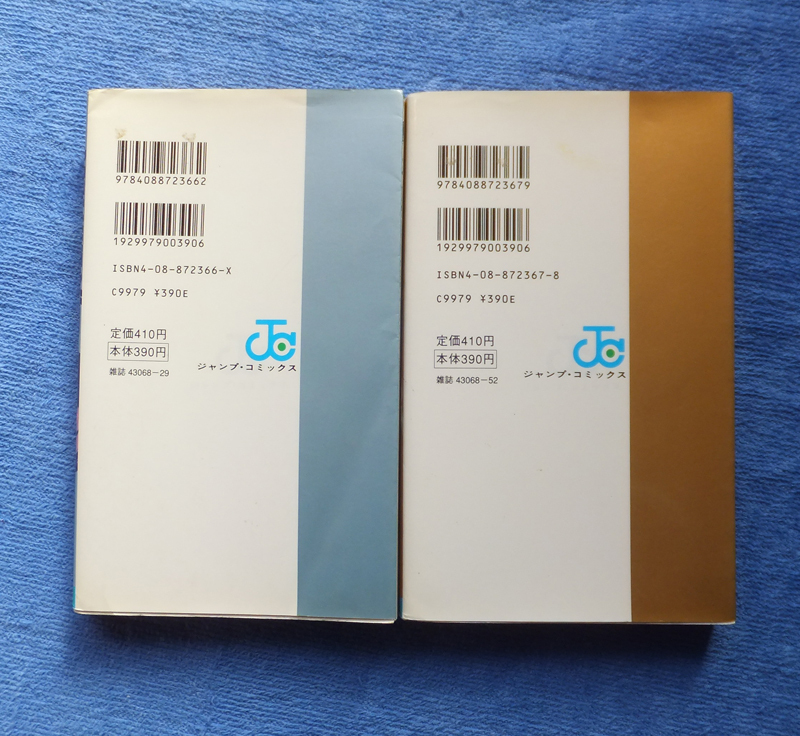 9784088723662
1929979003906
ISBN4-08-872366-X
C9979 ¥390E
定価410円
本体390円
雑誌 43068-29
JC
ジャンプ・コミックス
9784088723679
1929979003906
ISBN4-08-872367-8
C9979 ¥390E
定価410円
本体390円
雑誌 43068-52
JC
ジャンプ・コミックス